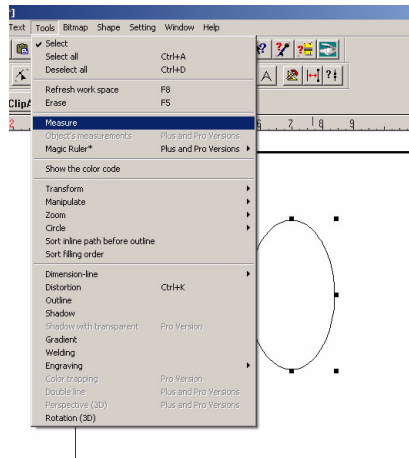 Text Tools Bitmap Shape Setting Window Help
Select
Select all Ctrl+A
Deselect all Ctrl+D
Refresh work space F8
Erase F5
ClipA
Measure
6 7 8 9
Object's measurements Plus and Pro Versions
Magic Ruler* Plus and Pro Versions
Show the color code
Transform
Manipulate
Zoom
Circle
Sort inline path before outline
Sort filling order
Dimension-line
Distortion Ctrl+K
Outline
Shadow
Shadow with transparent Pro Version
Gradient
Welding
Engraving
Color trapping Pro Version
Double line Plus and Pro Versions
Perspective (3D) Plus and Pro Versions
Rotation (3D)